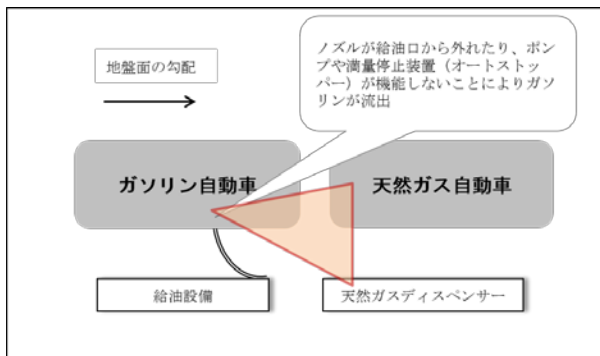 地盤面の勾配
ノズルが給油口から外れたり、ポン
プや満量停止装置（オートストッ
パー）が機能しないことによりガソ
リンが流出
ガソリン自動車
天然ガス自動車
給油設備
天然ガスディスペンサー